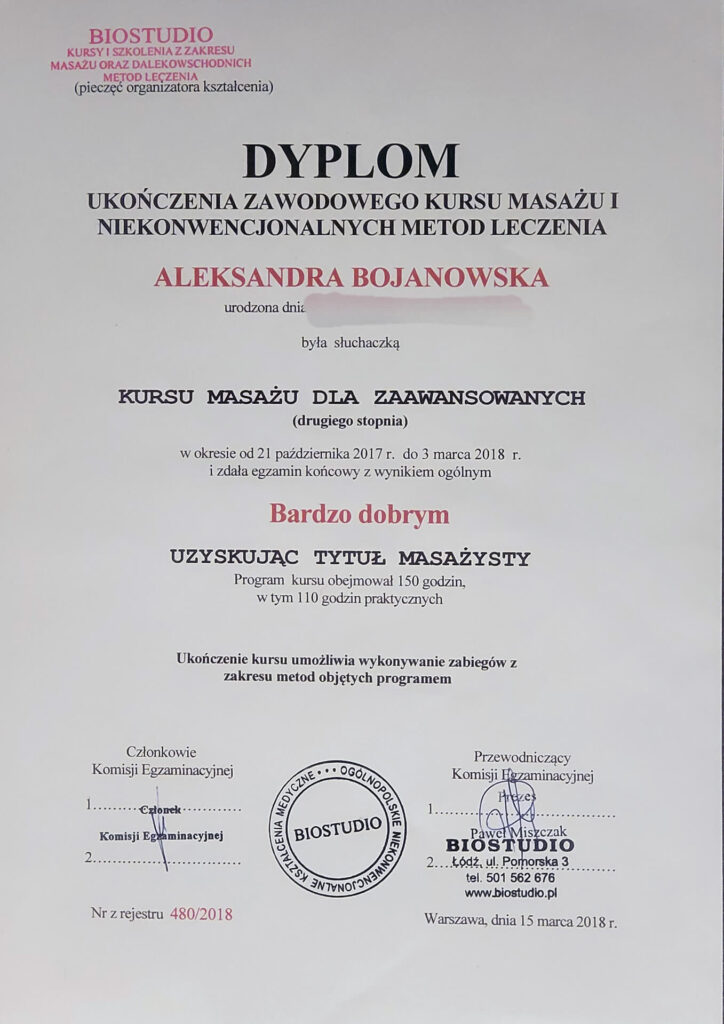 BIOSTUDIO
KURSY I SZKOLENIA Z ZAKRESU
MASAŻU ORAZ DALEKOWSCHODNICH
METOD LECZENIA
(pieczęć organizatora kształcenia)
DYPLOM
UKOŃCZENIA ZAWODOWEGO KURSU MASAŻU I
NIEKONWENCJONALNYCH METOD LECZENIA
ALEKSANDRA BOJANOWSKA
urodzona dnia
była słuchaczką
KURSU MASAŻU DLA ZAAWANSOWANYCH
(drugiego stopnia)
w okresie od 21 października 2017 r. do 3 marca 2018 r.
i zdała egzamin końcowy z wynikiem ogólnym
Bardzo dobrym
UZYSKUJĄC TYTUŁ MASAŻYSTY
Program kursu obejmował 150 godzin,
w tym 110 godzin praktycznych
Ukończenie kursu umożliwia wykonywanie zabiegów z
zakresu metod objętych programem
Członkowie
Komisji Egzaminacyjnej
1. Członek
Komisji Egzaminacyjnej
2.
Nr z rejestru 480/2018
OGÓLNOPOLSKIE NIEKONWENCJONALNE KSZTAŁCENIA MEDYCZNE
BIOSTUDIO
Przewodniczący
Komisji Egzaminacyjnej
Prezes
1.
Paweł Miszczak
BIOSTUDIO
2. Łódź, ul. Pomorska 3
tel. 501 562 676
www.biostudio.pl
Warszawa, dnia 15 marca 2018 r.